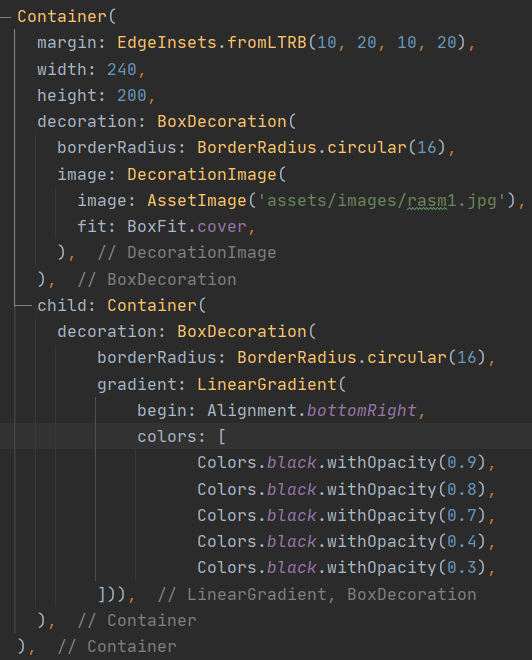 Container(
margin: EdgeInsets.fromLTRB(10, 20, 10, 20),
width: 240,
height: 200,
decoration: BoxDecoration(
borderRadius: BorderRadius.circular(16),
image: DecorationImage(
image: AssetImage('assets/images/rasm1.jpg'),
fit: BoxFit.cover,
),  // DecorationImage
),  // BoxDecoration
child: Container(
decoration: BoxDecoration(
borderRadius: BorderRadius.circular(16),
gradient: LinearGradient(
begin: Alignment.bottomRight,
colors: [
Colors.black.withOpacity(0.9),
Colors.black.withOpacity(0.8),
Colors.black.withOpacity(0.7),
Colors.black.withOpacity(0.4),
Colors.black.withOpacity(0.3),
])),  // LinearGradient, BoxDecoration
),  // Container
),  // Container